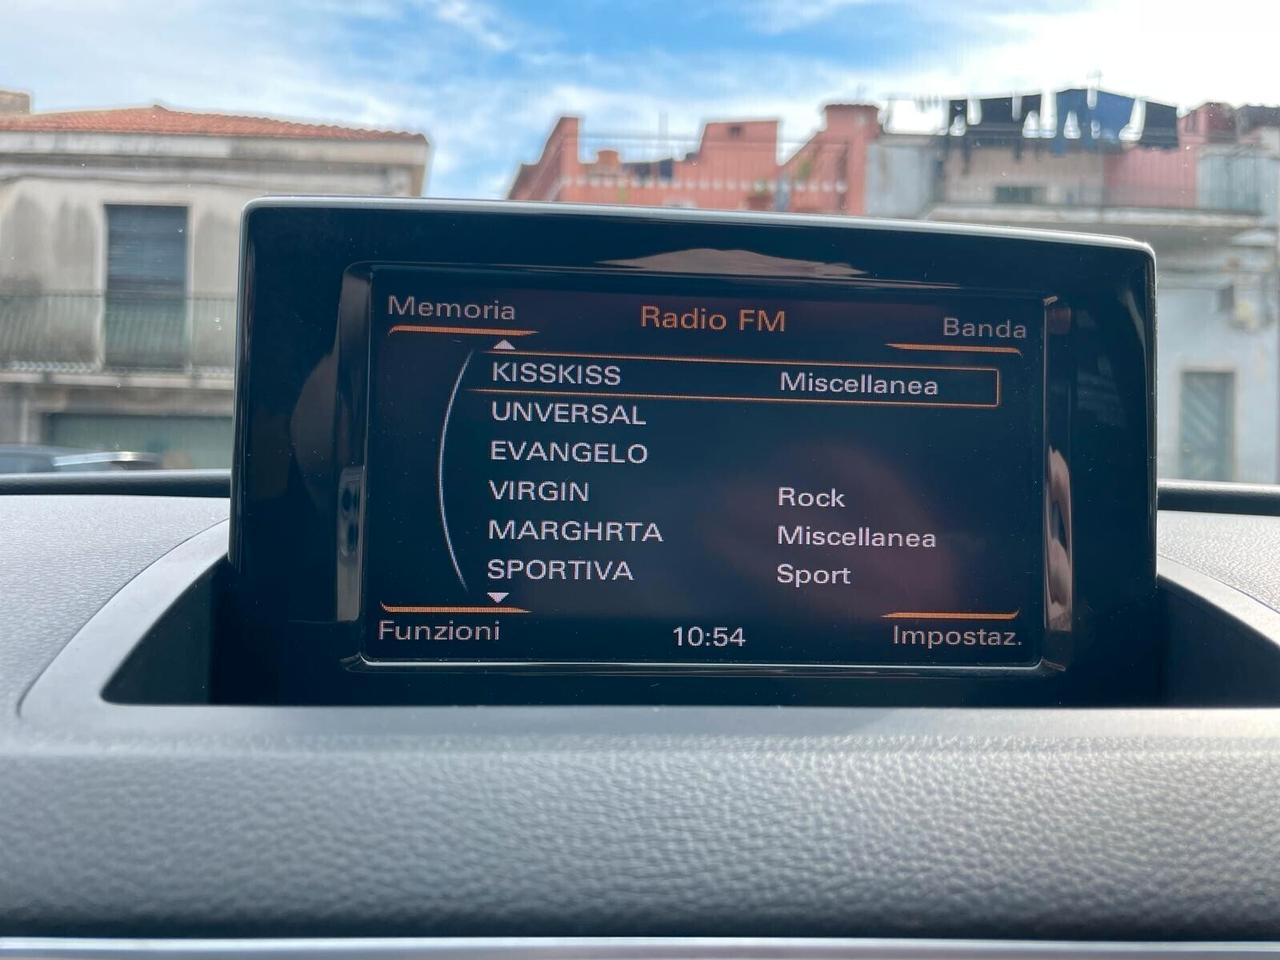 Memoria Radio FM Banda
KISSKISS Miscellanea
UNVERSAL
EVANGELO
VIRGIN Rock
MARGHRTA Miscellanea
SPORTIVA Sport
Funzioni 10:54 Impostaz.